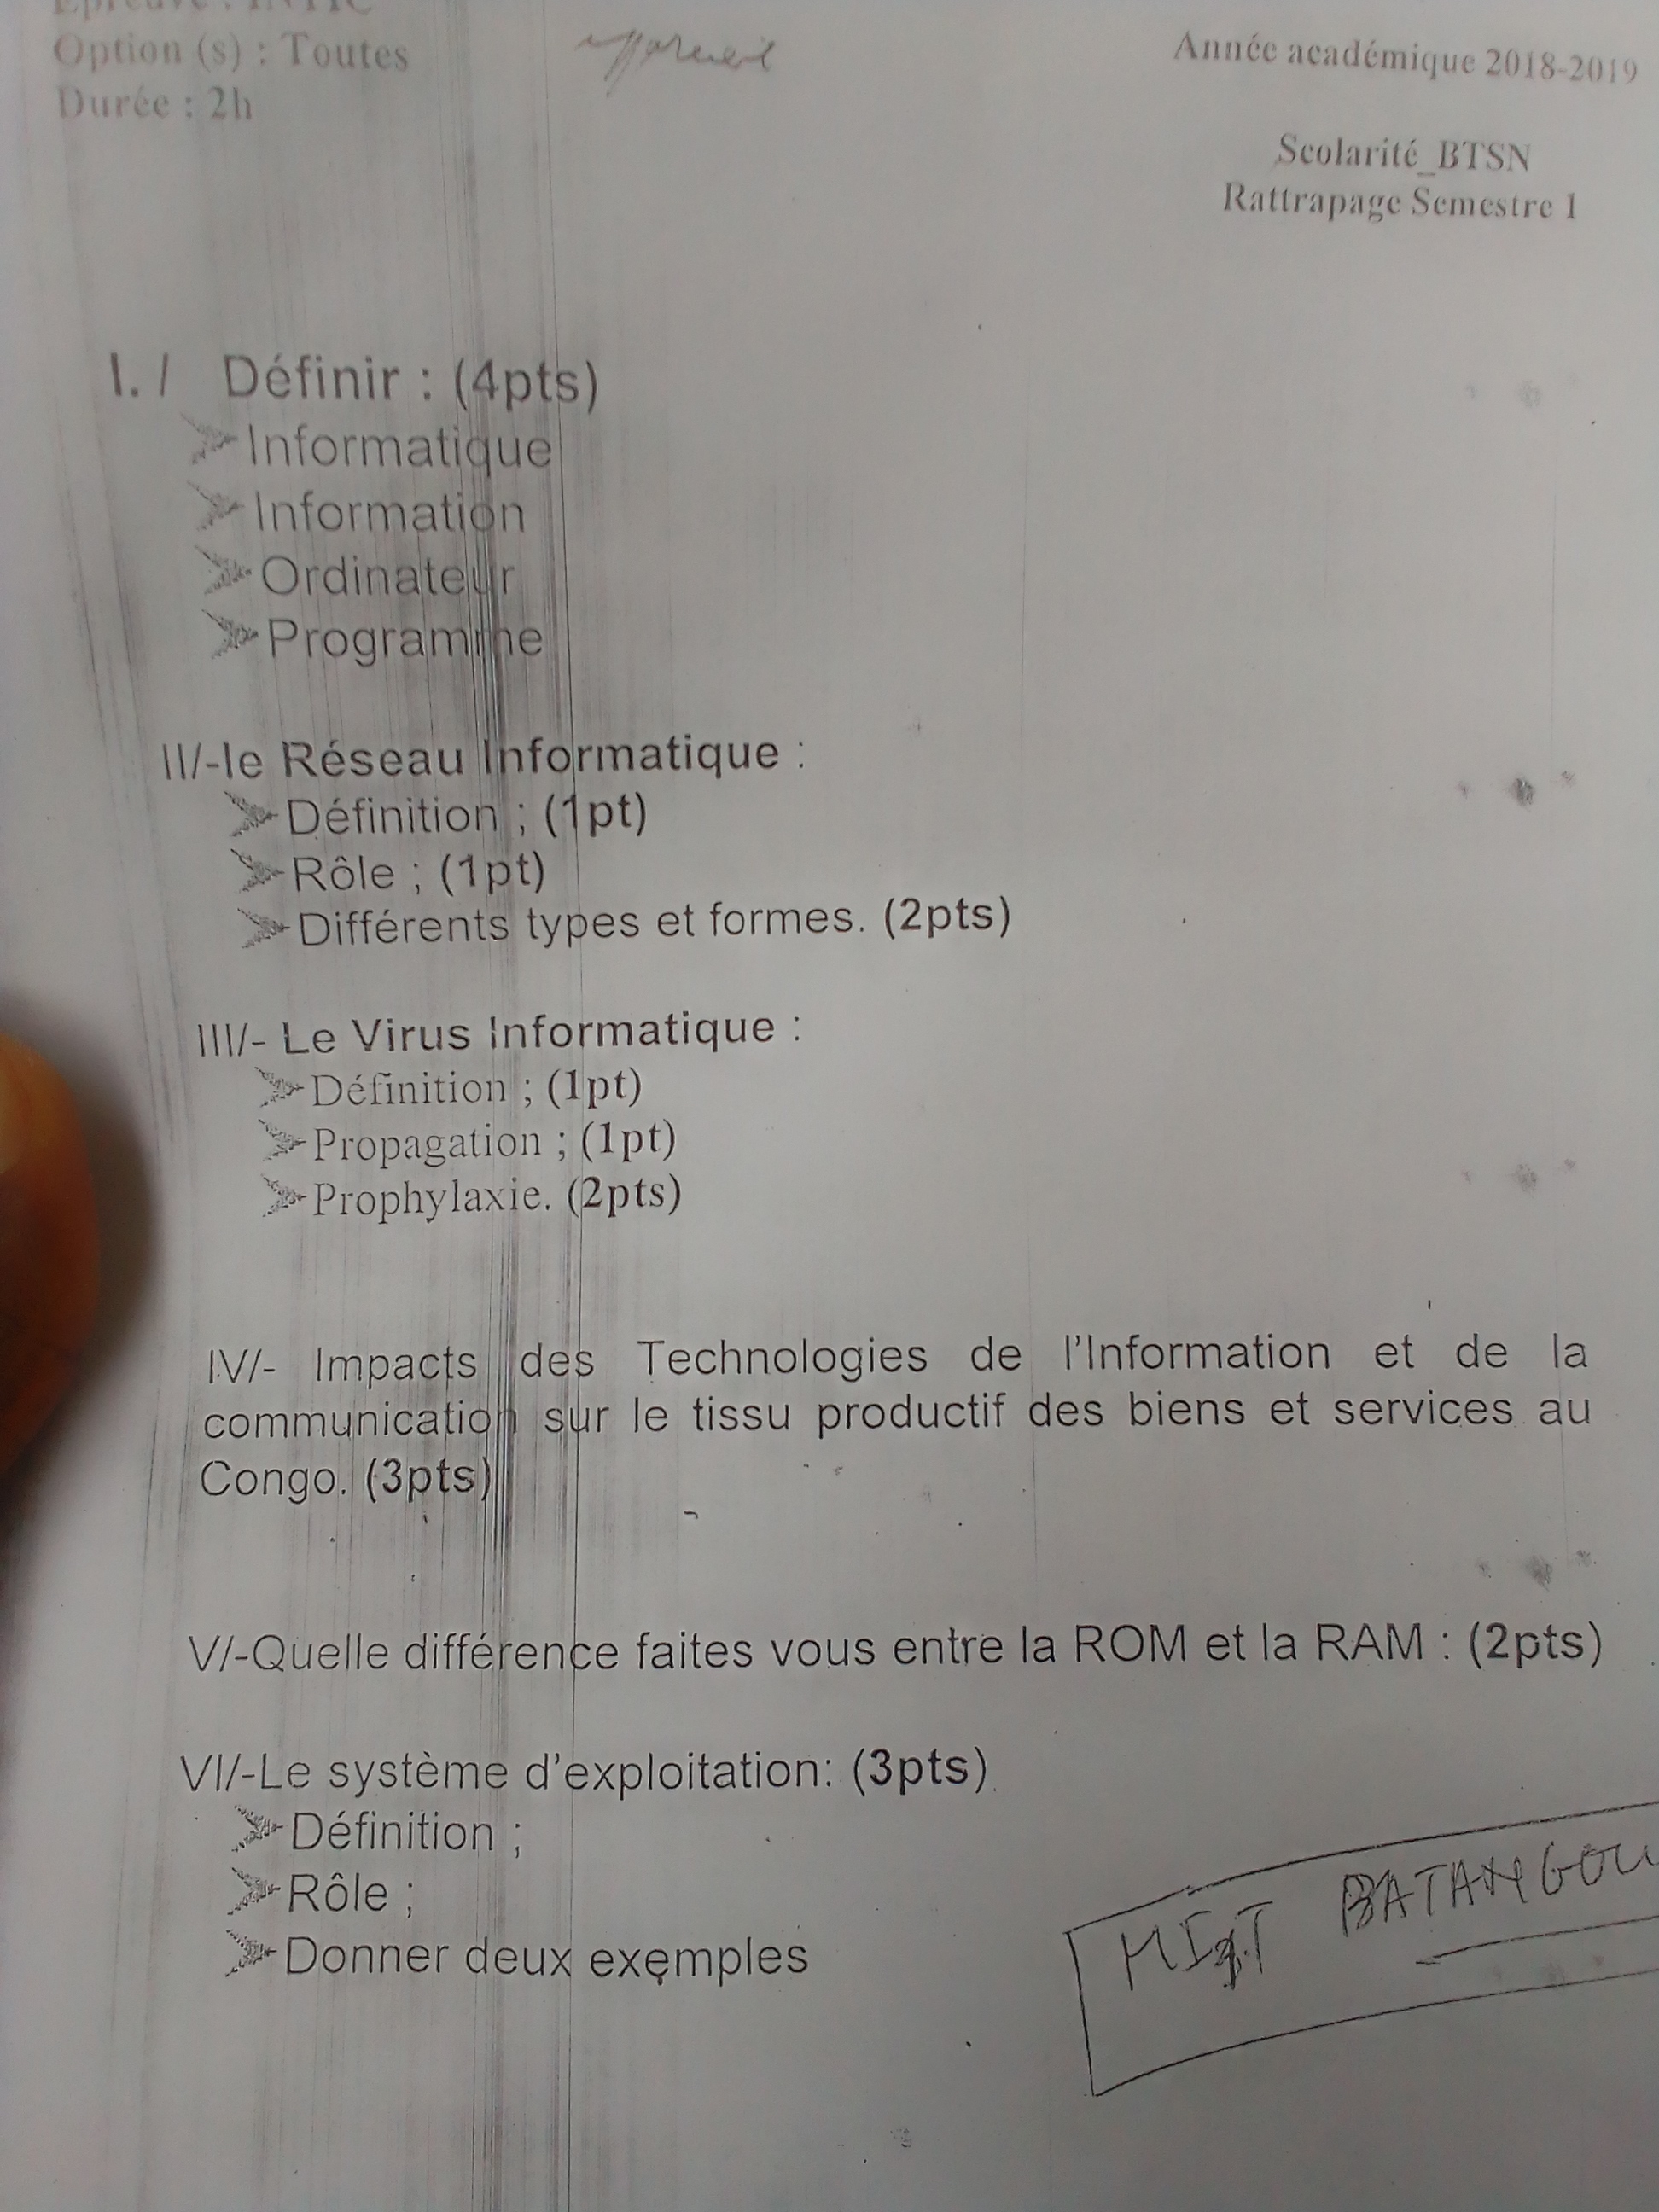 Epreuve : INTIC
Option (s) : Toutes
Durée : 2h
Année académique 2018-2019
Scolarité_BTSN
Rattrapage Semestre 1
I. / Définir : (4pts)
➢Informatique
➢Information
➢Ordinateur
➢Programme
II/-le Réseau Informatique :
➢Définition ; (1pt)
➢Rôle ; (1pt)
➢Différents types et formes. (2pts)
III/- Le Virus Informatique :
➢Définition ; (1pt)
➢Propagation ; (1pt)
➢Prophylaxie. (2pts)
IV/- Impacts des Technologies de l'Information et de la
communication sur le tissu productif des biens et services au
Congo. (3pts)
V/-Quelle différence faites vous entre la ROM et la RAM : (2pts)
VI/-Le système d'exploitation: (3pts)
➢Définition ;
➢Rôle ;
➢Donner deux exemples